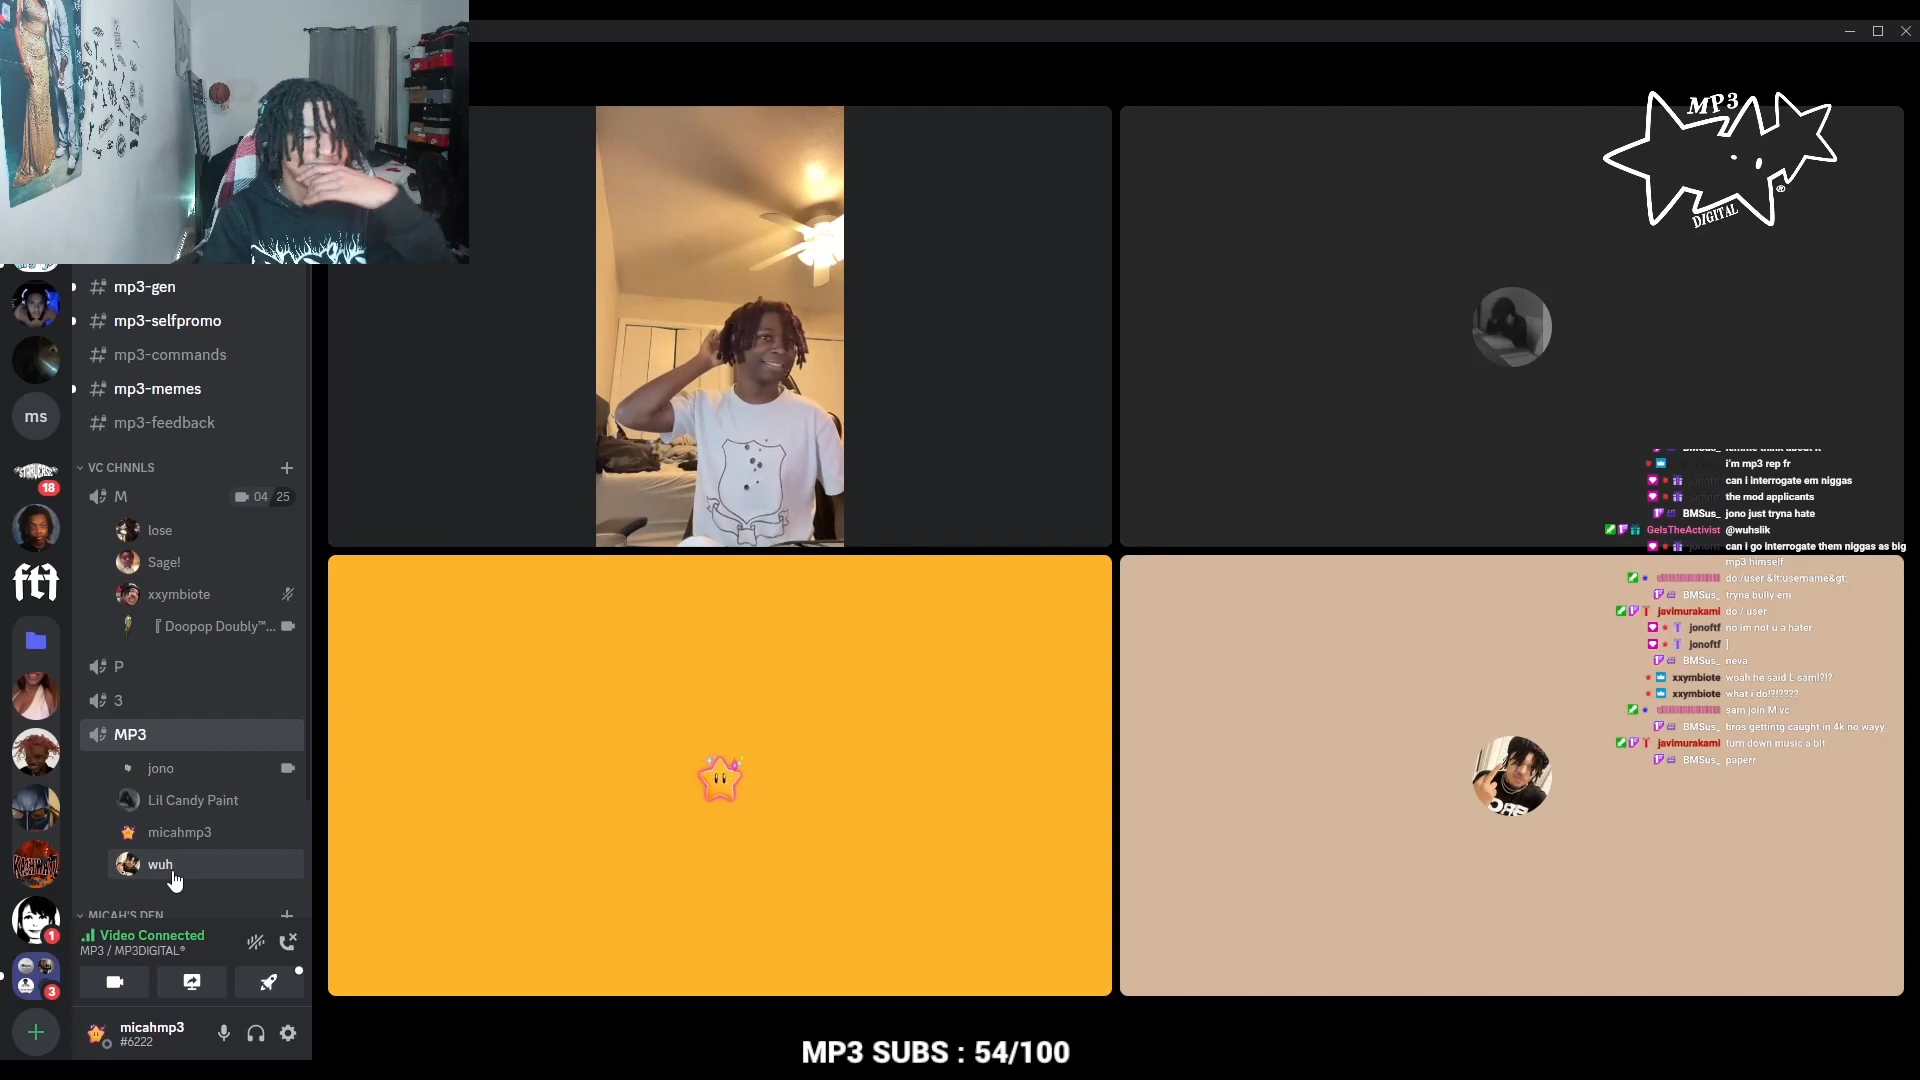 MP3
DIGITAL
®
mp3-gen
mp3-selfpromo
mp3-commands
mp3-memes
mp3-feedback
ms
18
VC CHNNLS
M
04 25
lose
Sage!
xxymbiote
『 Doopop Doubly™...
P
3
MP3
jono
Lil Candy Paint
micahmp3
wuh
MICAH'S DEN
1
3
Video Connected
MP3 / MP3DIGITAL®
micahmp3
#6222
i'm mp3 rep fr
can i interrogate em niggas
the mod applicants
BMSus_ jono just tryna hate
GelsTheActivist @wuhslik
can i go interrogate them niggas as big
mp3 himself
do /user &lt;username&gt;
BMSus_ tryna bully em
javimurakami do / user
jonoftf no im not u a hater
jonoftf ]
BMSus_ neva
xxymbiote woah he said L sam!?!?
xxymbiote what i do!?!????
sam join M vc
BMSus_ bros gettintg caught in 4k no wayy
javimurakami turn down music a bit
BMSus_ paperr
MP3 SUBS : 54/100